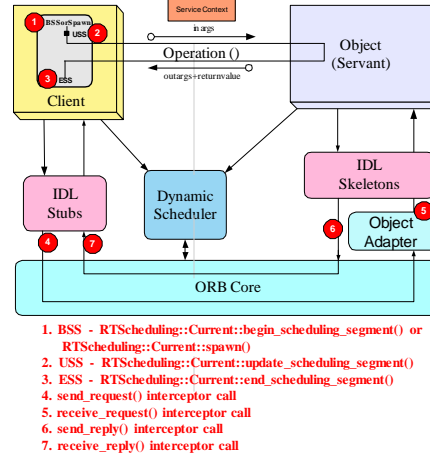 Service Context
1
BSSorSpawn
USS
2
in args
Operation ()
Object
(Servant)
3
ESS
outargs+returnvalue
Client
IDL
Stubs
Dynamic
Scheduler
IDL
Skeletons
Object
Adapter
5
4
7
6
ORB Core
1. BSS - RTScheduling::Current::begin_scheduling_segment() or
RTScheduling::Current::spawn()
2. USS - RTScheduling::Current::update_scheduling_segment()
3. ESS - RTScheduling::Current::end_scheduling_segment()
4. send_request() interceptor call
5. receive_request() interceptor call
6. send_reply() interceptor call
7. receive_reply() interceptor call